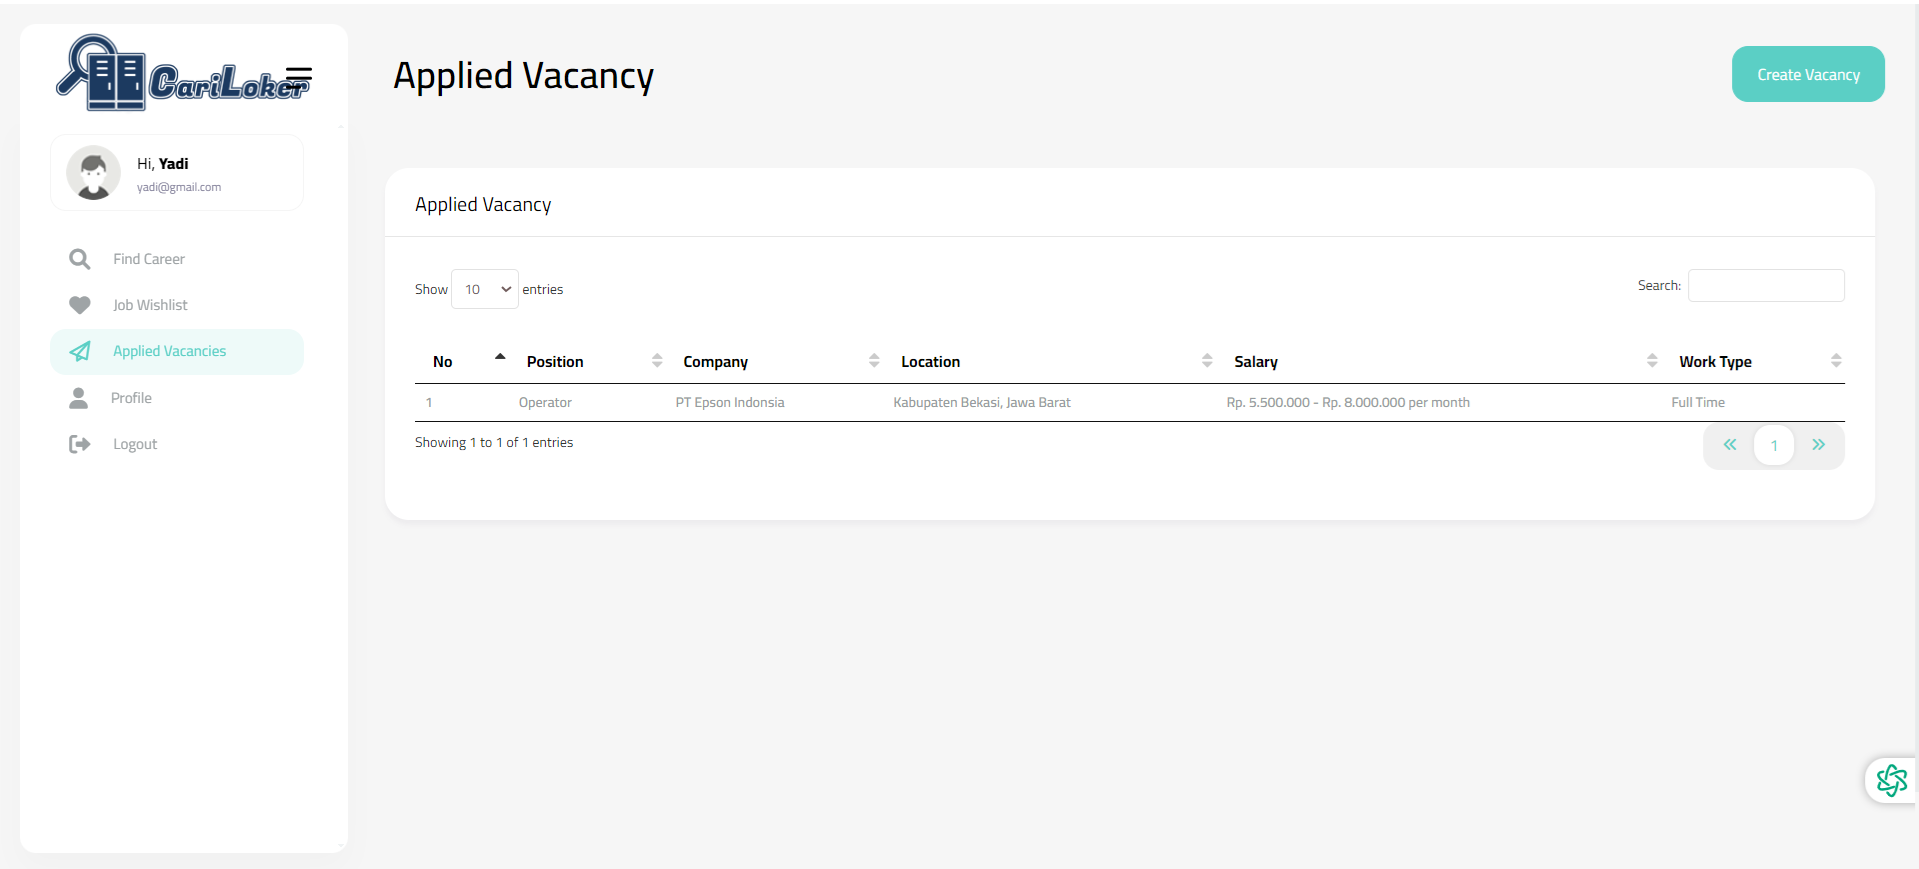 CariLoker
Hi, Yadi
yadi@gmail.com
Find Career
Job Wishlist
Applied Vacancies
Profile
Logout
Applied Vacancy
Create Vacancy
Applied Vacancy
Show 10 entries
Search:
No Position Company Location Salary Work Type
1 Operator PT Epson Indonsia Kabupaten Bekasi, Jawa Barat Rp. 5.500.000 - Rp. 8.000.000 per month Full Time
Showing 1 to 1 of 1 entries
« 1 »